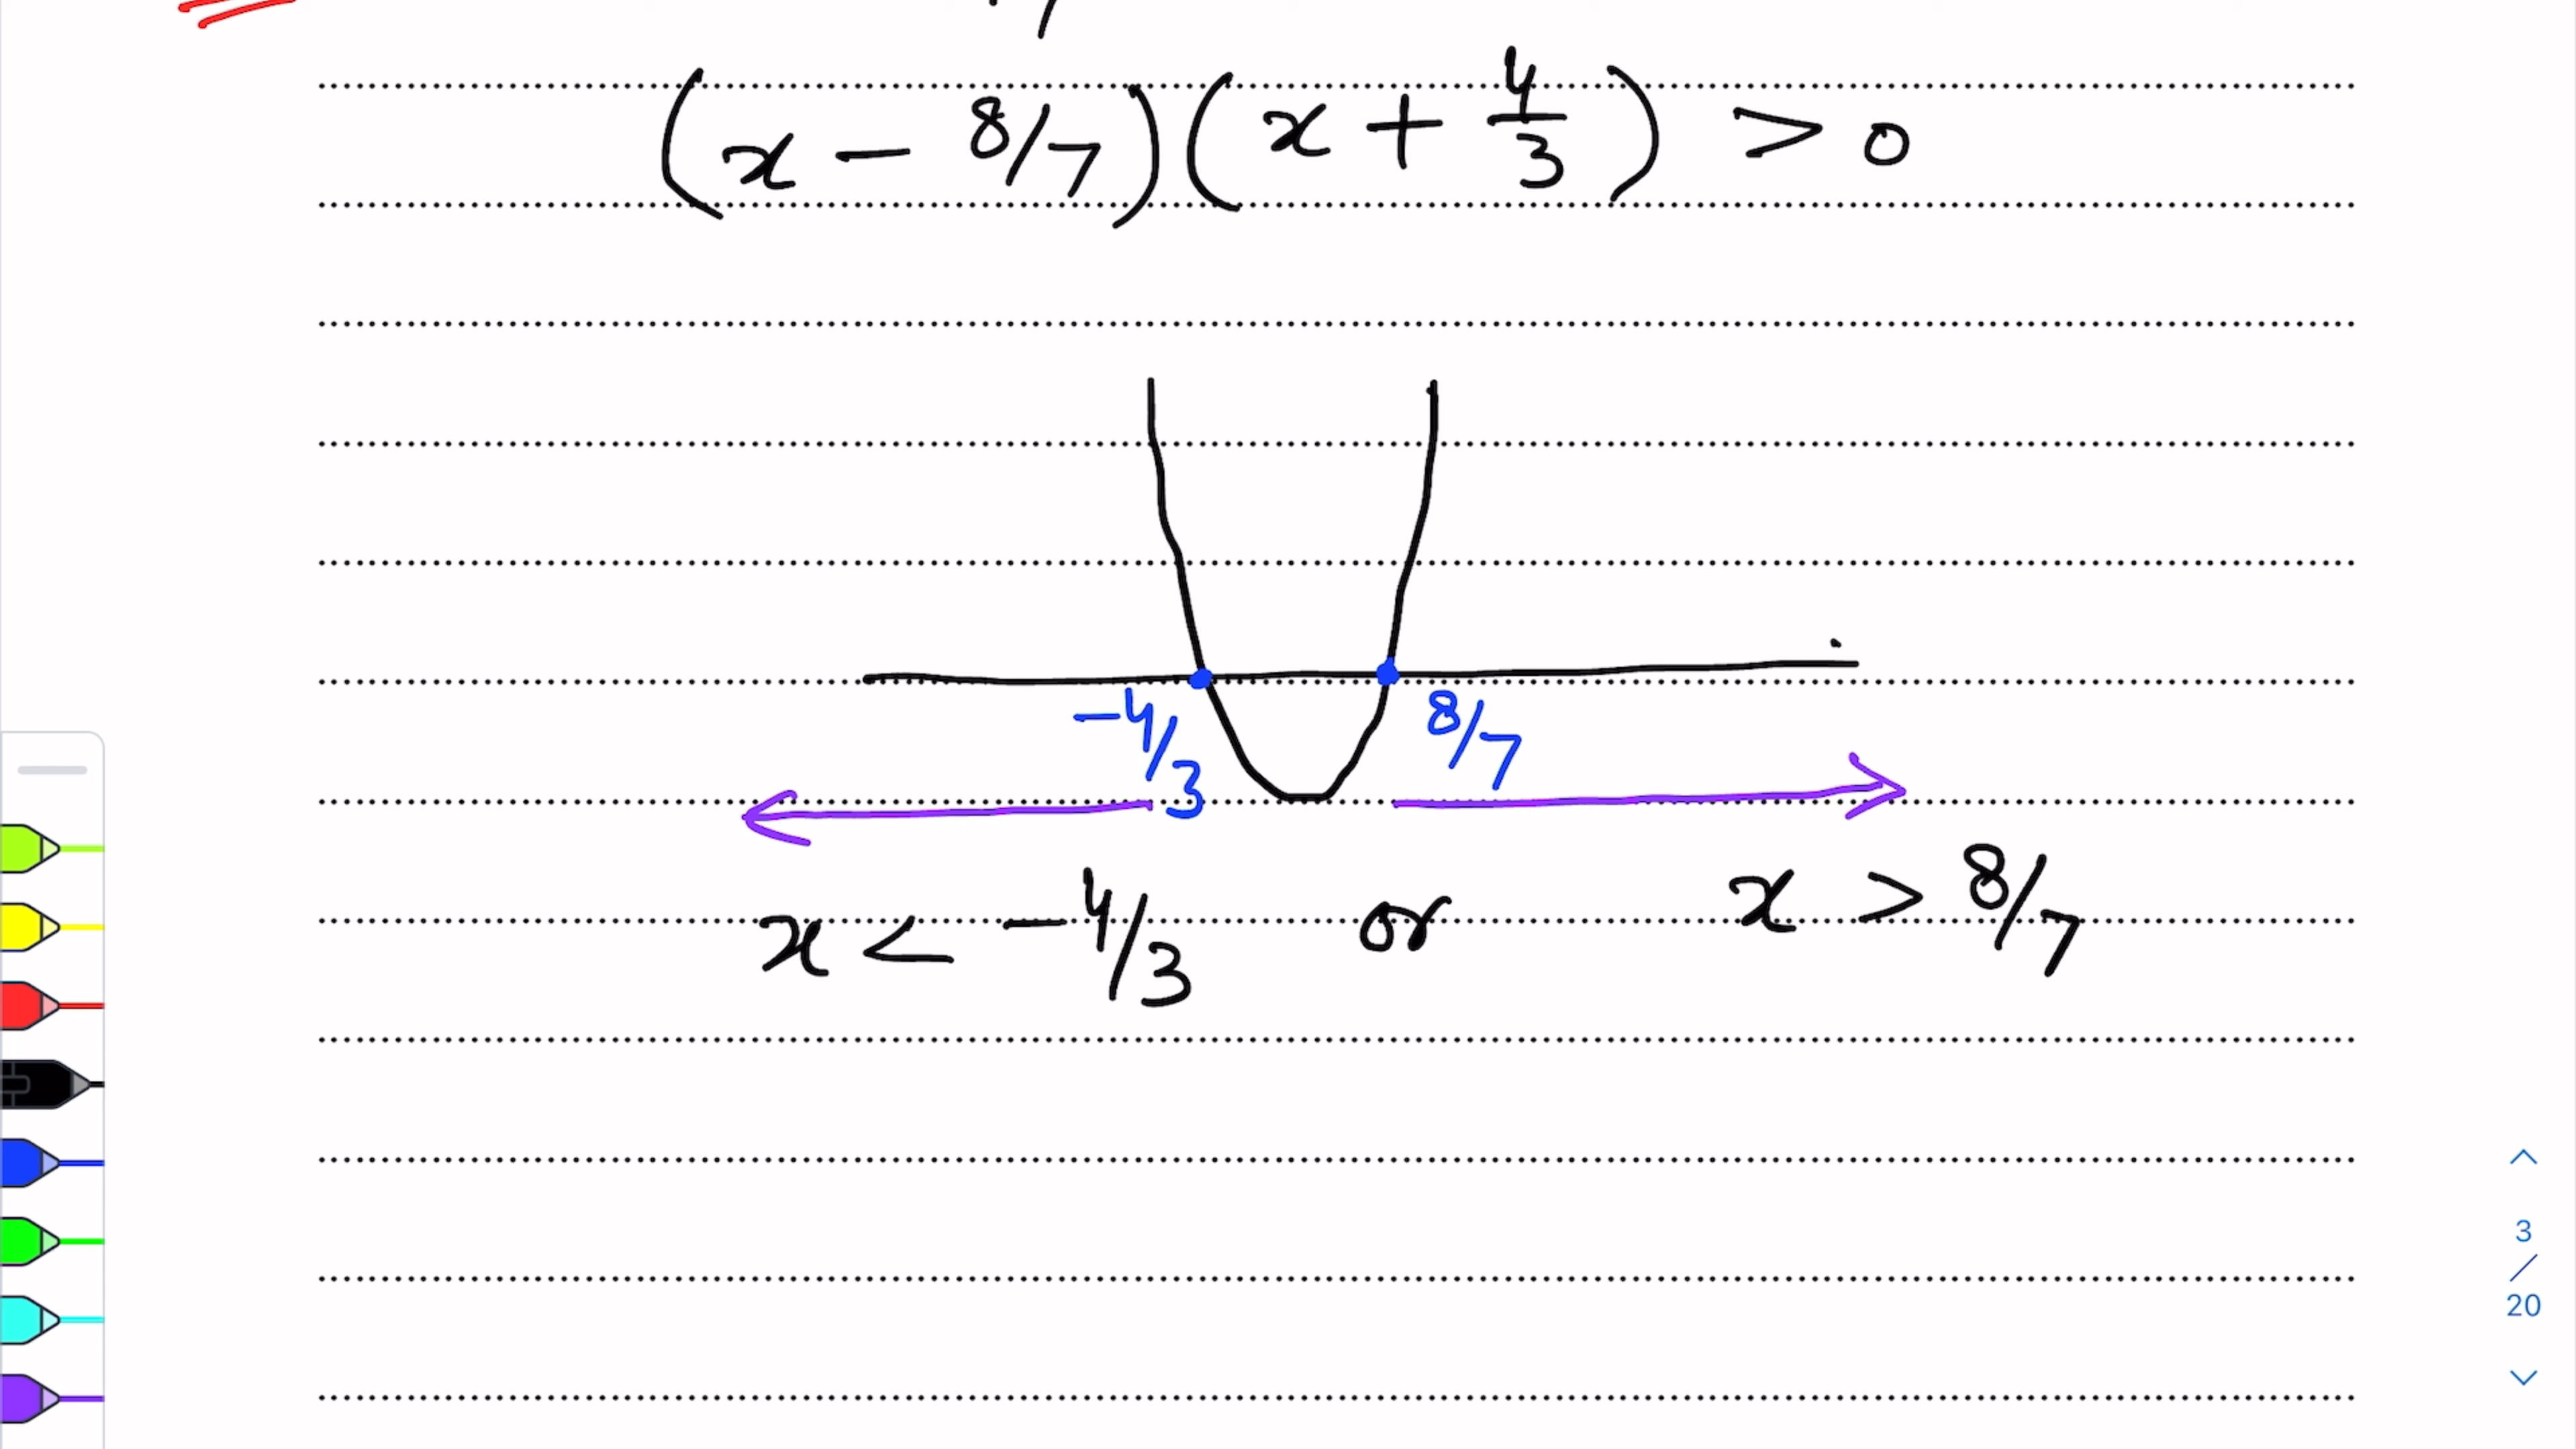 (x - 8/7)(x + 4/3) > 0
-4/3 8/7
x < -4/3 or x > 8/7
3
/
20